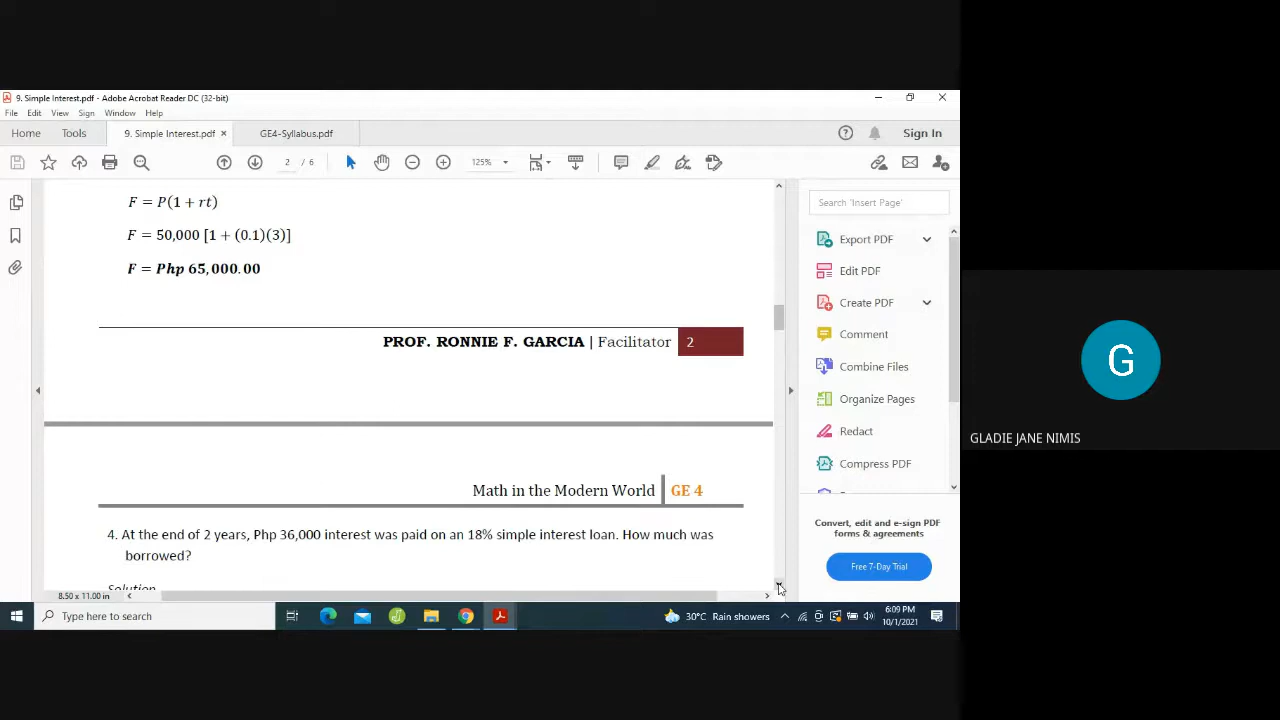 9. Simple Interest.pdf - Adobe Acrobat Reader DC (32-bit)
File Edit View Sign Window Help
Home Tools 9. Simple Interest.pdf × GE4-Syllabus.pdf Sign In
2 / 6 125%
F = P(1 + rt)
F = 50,000 [1 + (0.1)(3)]
F = Php 65,000.00
PROF. RONNIE F. GARCIA | Facilitator 2
Math in the Modern World GE 4
4. At the end of 2 years, Php 36,000 interest was paid on an 18% simple interest loan. How much was
borrowed?
Solution
8.50 x 11.00 in
Search 'Insert Page'
Export PDF
Edit PDF
Create PDF
Comment
Combine Files
Organize Pages
Redact
Compress PDF
Convert, edit and e-sign PDF
forms & agreements
Free 7-Day Trial
G
GLADIE JANE NIMIS
Type here to search
30°C Rain showers
6:09 PM
10/1/2021